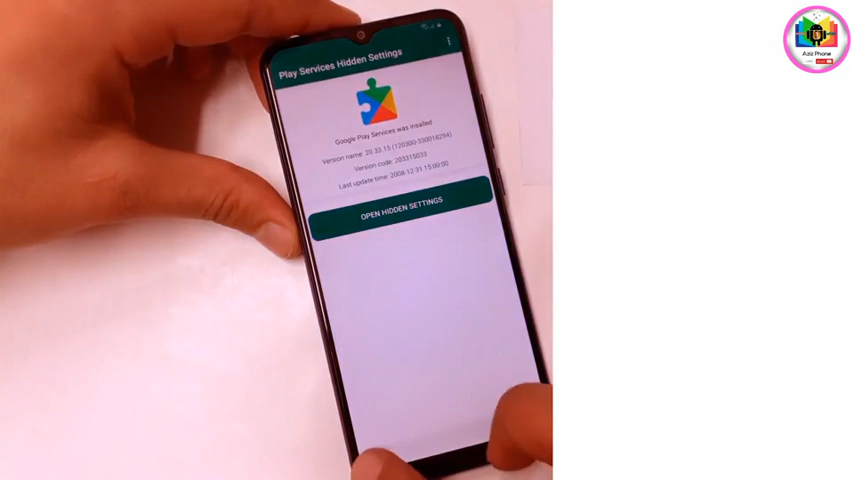 Play Services Hidden Settings
Google Play Services was insalled
Version name: 20.33.15 (120300-330018294)
Version code: 203315033
Last update time: 2008-12-31 15:00:00
OPEN HIDDEN SETTINGS
Aziz Phone